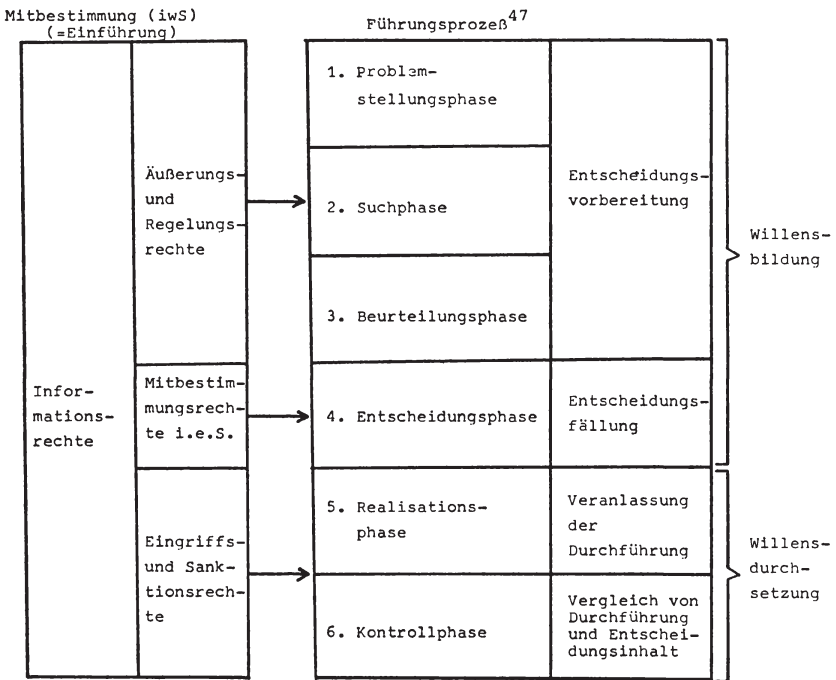 Mitbestimmung (iwS)
(=Einführung)
Führungsprozeß47
Infor-
mations-
rechte
Äußerungs-
und
Regelungs-
rechte
Mitbestim-
mungsrech-
te i.e.S.
Eingriffs-
und Sank-
tionsrech-
te
1. Problem-
stellungsphase
2. Suchphase
3. Beurteilungsphase
4. Entscheidungsphase
5. Realisations-
phase
6. Kontrollphase
Entscheidungs-
vorbereitung
Entscheidungs-
fällung
Veranlassung
der
Durchführung
Vergleich von
Durchführung
und Entschei-
dungsinhalt
Willens-
bildung
Willens-
durch-
setzung